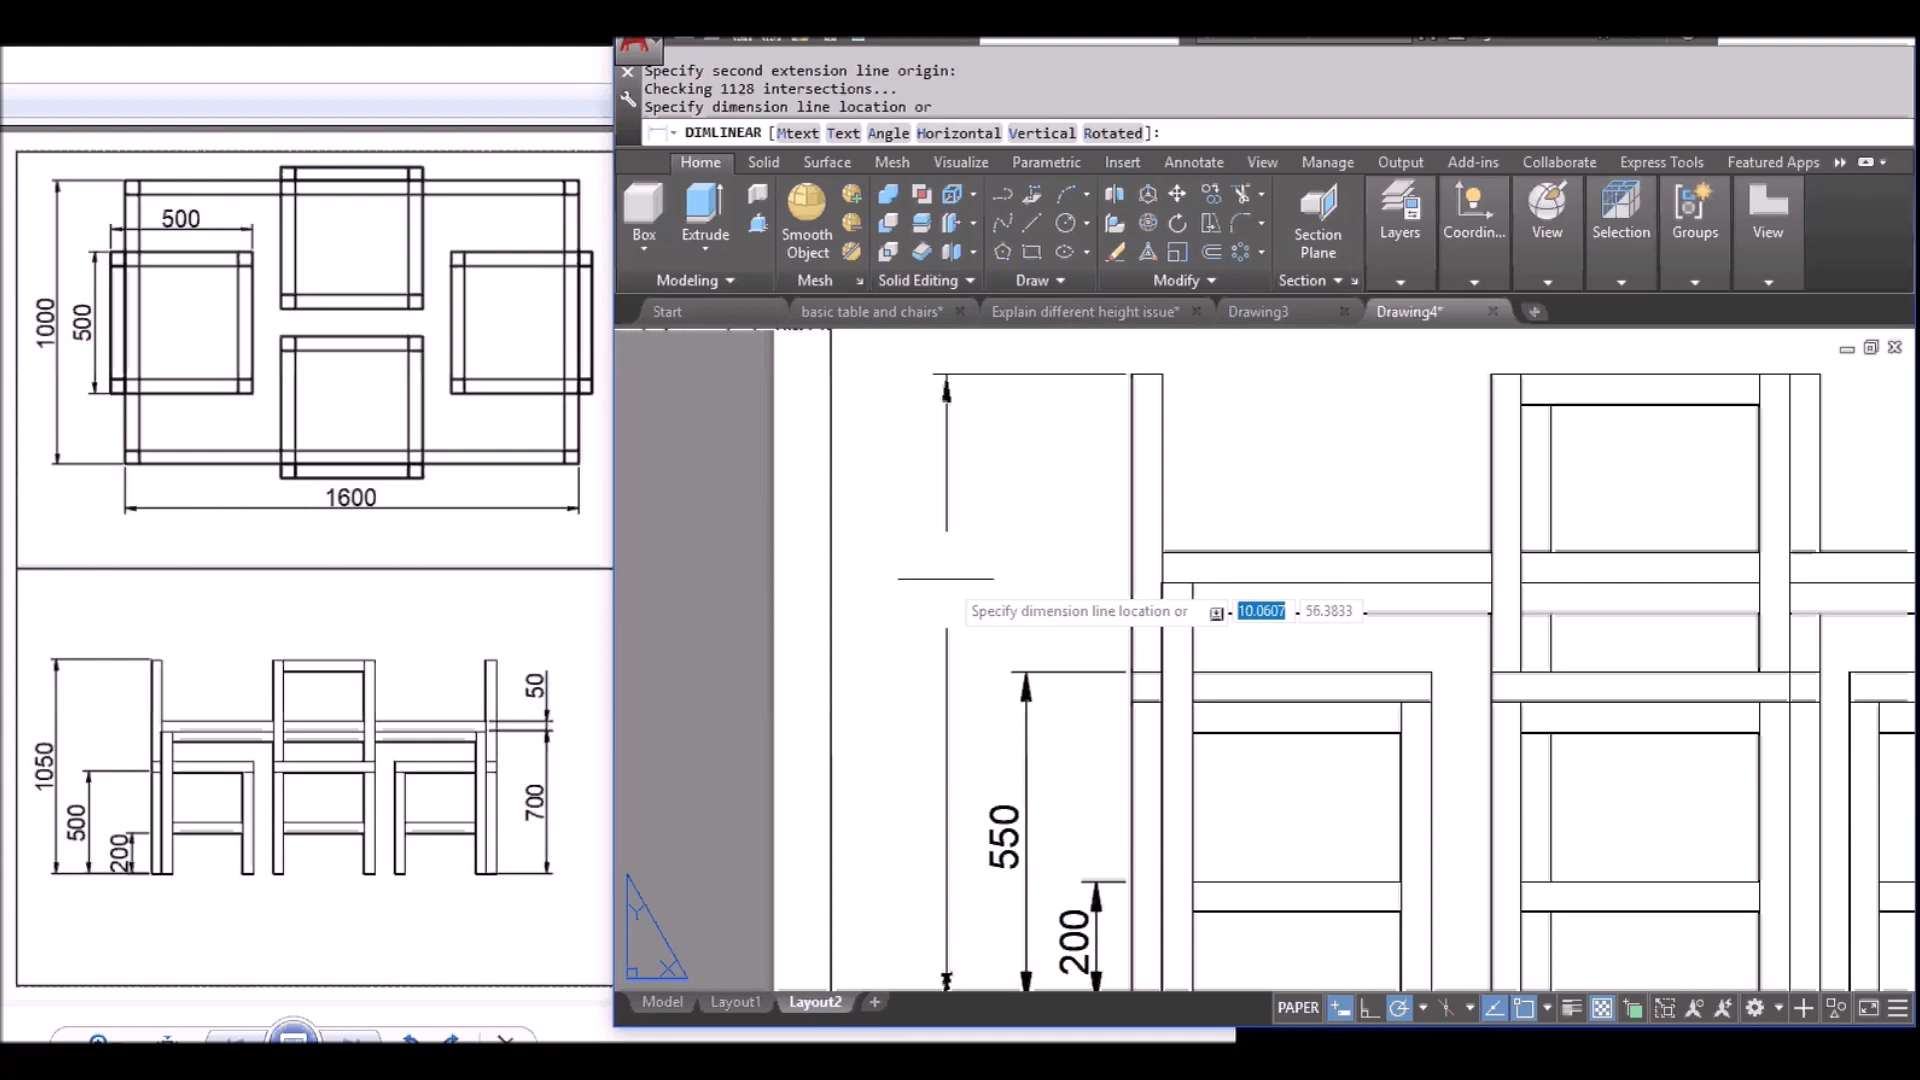 Specify second extension line origin:
Checking 1128 intersections...
Specify dimension line location or
DIMLINEAR [Mtext Text Angle Horizontal Vertical Rotated]:
Home Solid Surface Mesh Visualize Parametric Insert Annotate View Manage Output Add-ins Collaborate Express Tools Featured Apps
Box Extrude Smooth Object Section Plane Layers Coordin... View Selection Groups View
Modeling Mesh Solid Editing Draw Modify Section
Start basic table and chairs* Explain different height issue* Drawing3 Drawing4*
500
1000
500
1600
50
1050
500
200
700
Specify dimension line location or 10.0607 56.3833
550
200
Y
X
Model Layout1 Layout2 +
PAPER